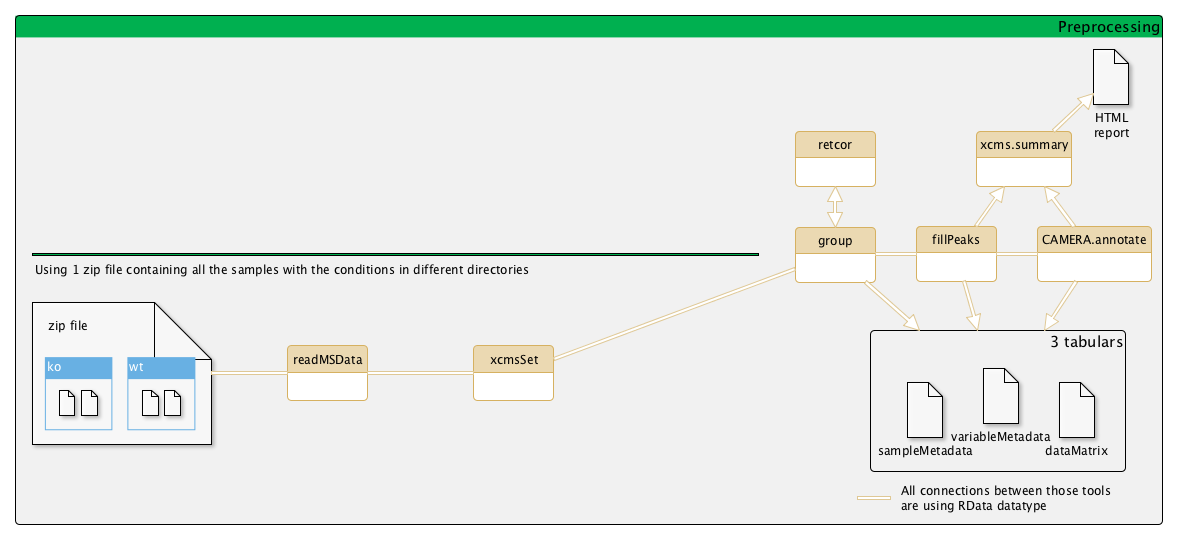 Preprocessing
HTML
report
retcor
xcms.summary
group
fillPeaks
CAMERA.annotate
Using 1 zip file containing all the samples with the conditions in different directories
zip file
ko
wt
readMSData
xcmsSet
3 tabulars
sampleMetadata
variableMetadata
dataMatrix
All connections between those tools
are using RData datatype